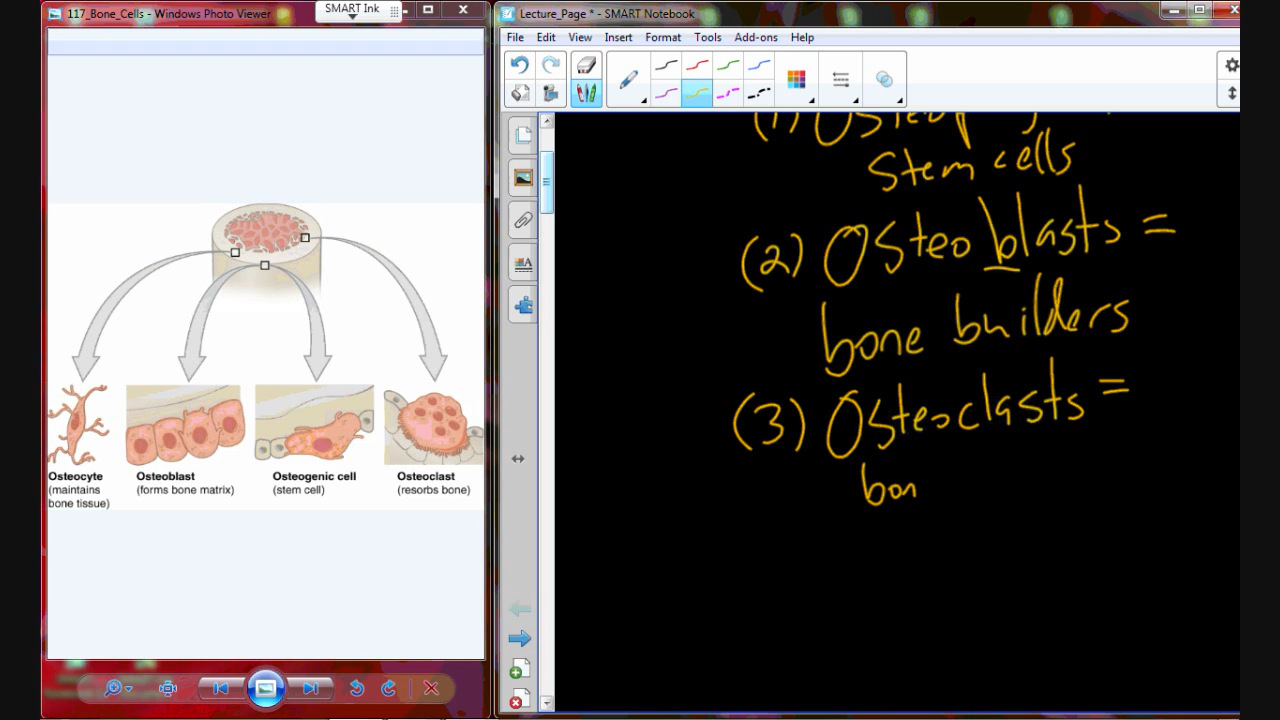 117_Bone_Cells - Windows Photo Viewer
SMART Ink
Osteocyte
(maintains
bone tissue)
Osteoblast
(forms bone matrix)
Osteogenic cell
(stem cell)
Osteoclast
(resorbs bone)
Lecture_Page * - SMART Notebook
File Edit View Insert Format Tools Add-ons Help
(1)
Stem cells
(2) Osteoblasts =
bone builders
(3) Osteoclasts =
bon